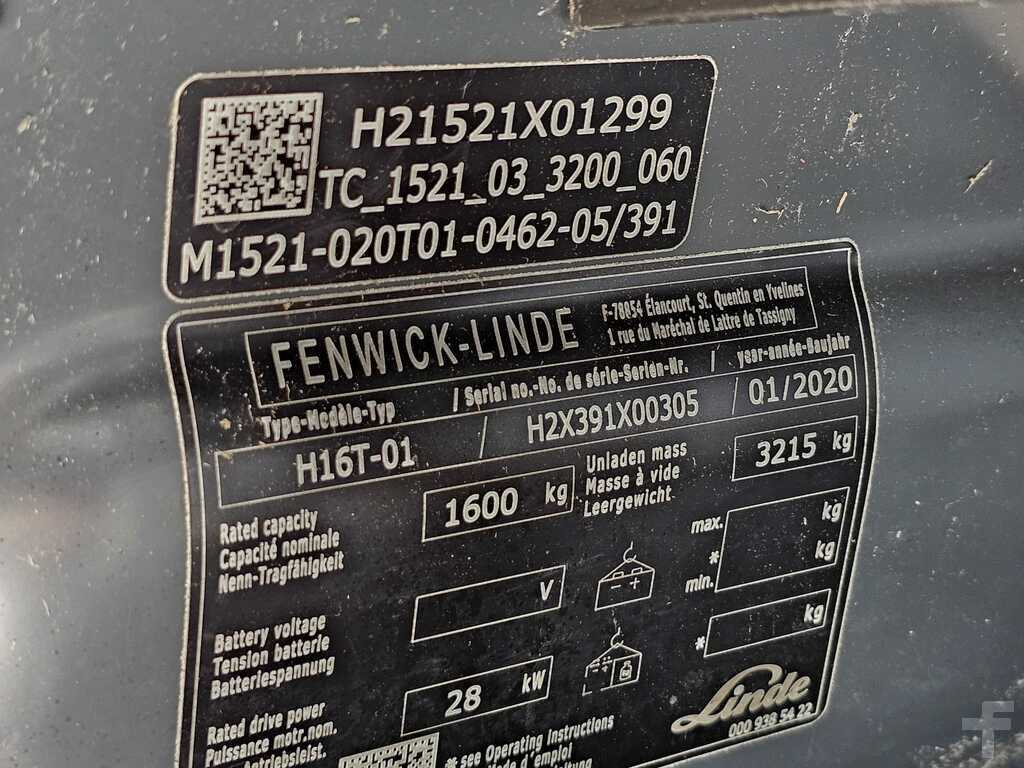 H21521X01299
TC_1521_03_3200_060
M1521-020T01-0462-05/391
FENWICK-LINDE
F-78854 Élancourt, St. Quentin en Yvelines
1 rue du Maréchal de Lattre de Tassigny
Type-Modèle-Typ / Serial no.-No. de série-Serien-Nr. / year-année-Baujahr
H16T-01 / H2X391X00305 / 01/2020
Rated capacity
Capacité nominale
Nenn-Tragfähigkeit
1600 kg
Unladen mass
Masse à vide
Leergewicht
3215 kg
Battery voltage
Tension batterie
Batteriespannung
V
max. kg
* kg
min.
* kg
Rated drive power
Puissance motr.nom.
Antriebsleist.
28 kW
* see Operating Instructions
Mode d'emploi
Linde
000 938 54 22